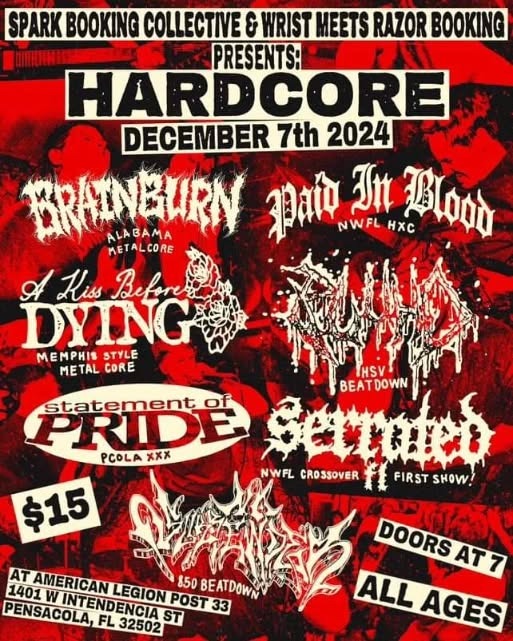 SPARK BOOKING COLLECTIVE & WRIST MEETS RAZOR BOOKING
PRESENTS:
HARDCORE
DECEMBER 7th 2024
BRAINBURN
ALABAMA
METALCORE
Paid In Blood
NWFL HXC
A Kiss Before
DYING
MEMPHIS STYLE
METAL CORE
HSV
BEATDOWN
statement of
PRIDE
PCOLA XXX
serrated
NWFL CROSSOVER FIRST SHOW!
$15
850 BEATDOWN
DOORS AT 7
ALL AGES
AT AMERICAN LEGION POST 33
1401 W INTENDENCIA ST
PENSACOLA, FL 32502